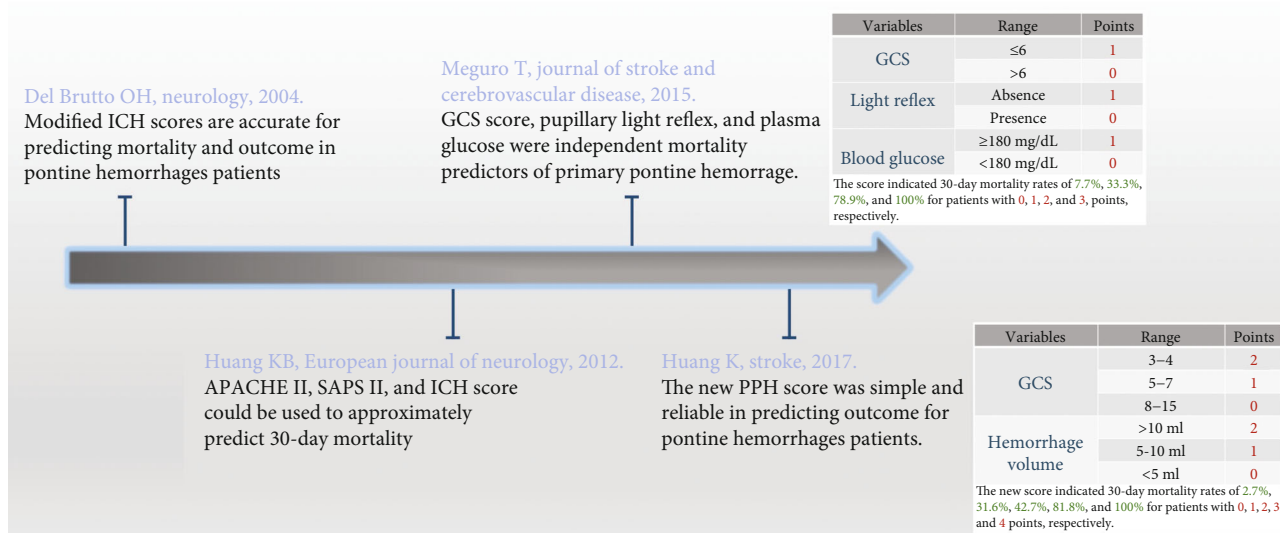 Del Brutto OH, neurology, 2004.
Modified ICH scores are accurate for
predicting mortality and outcome in
pontine hemorrhages patients
Meguro T, journal of stroke and
cerebrovascular disease, 2015.
GCS score, pupillary light reflex, and plasma
glucose were independent mortality
predictors of primary pontine hemorrage.
Variables Range Points
GCS
≤6 1
>6 0
Light reflex
Absence 1
Presence 0
Blood glucose
≥180 mg/dL 1
<180 mg/dL 0
The score indicated 30-day mortality rates of 7.7%, 33.3%,
78.9%, and 100% for patients with 0, 1, 2, and 3, points,
respectively.
Huang KB, European journal of neurology, 2012.
APACHE II, SAPS II, and ICH score
could be used to approximately
predict 30-day mortality
Huang K, stroke, 2017.
The new PPH score was simple and
reliable in predicting outcome for
pontine hemorrhages patients.
Variables Range Points
GCS
3–4 2
5–7 1
8–15 0
Hemorrhage
volume
>10 ml 2
5-10 ml 1
<5 ml 0
The new score indicated 30-day mortality rates of 2.7%,
31.6%, 42.7%, 81.8%, and 100% for patients with 0, 1, 2, 3
and 4 points, respectively.